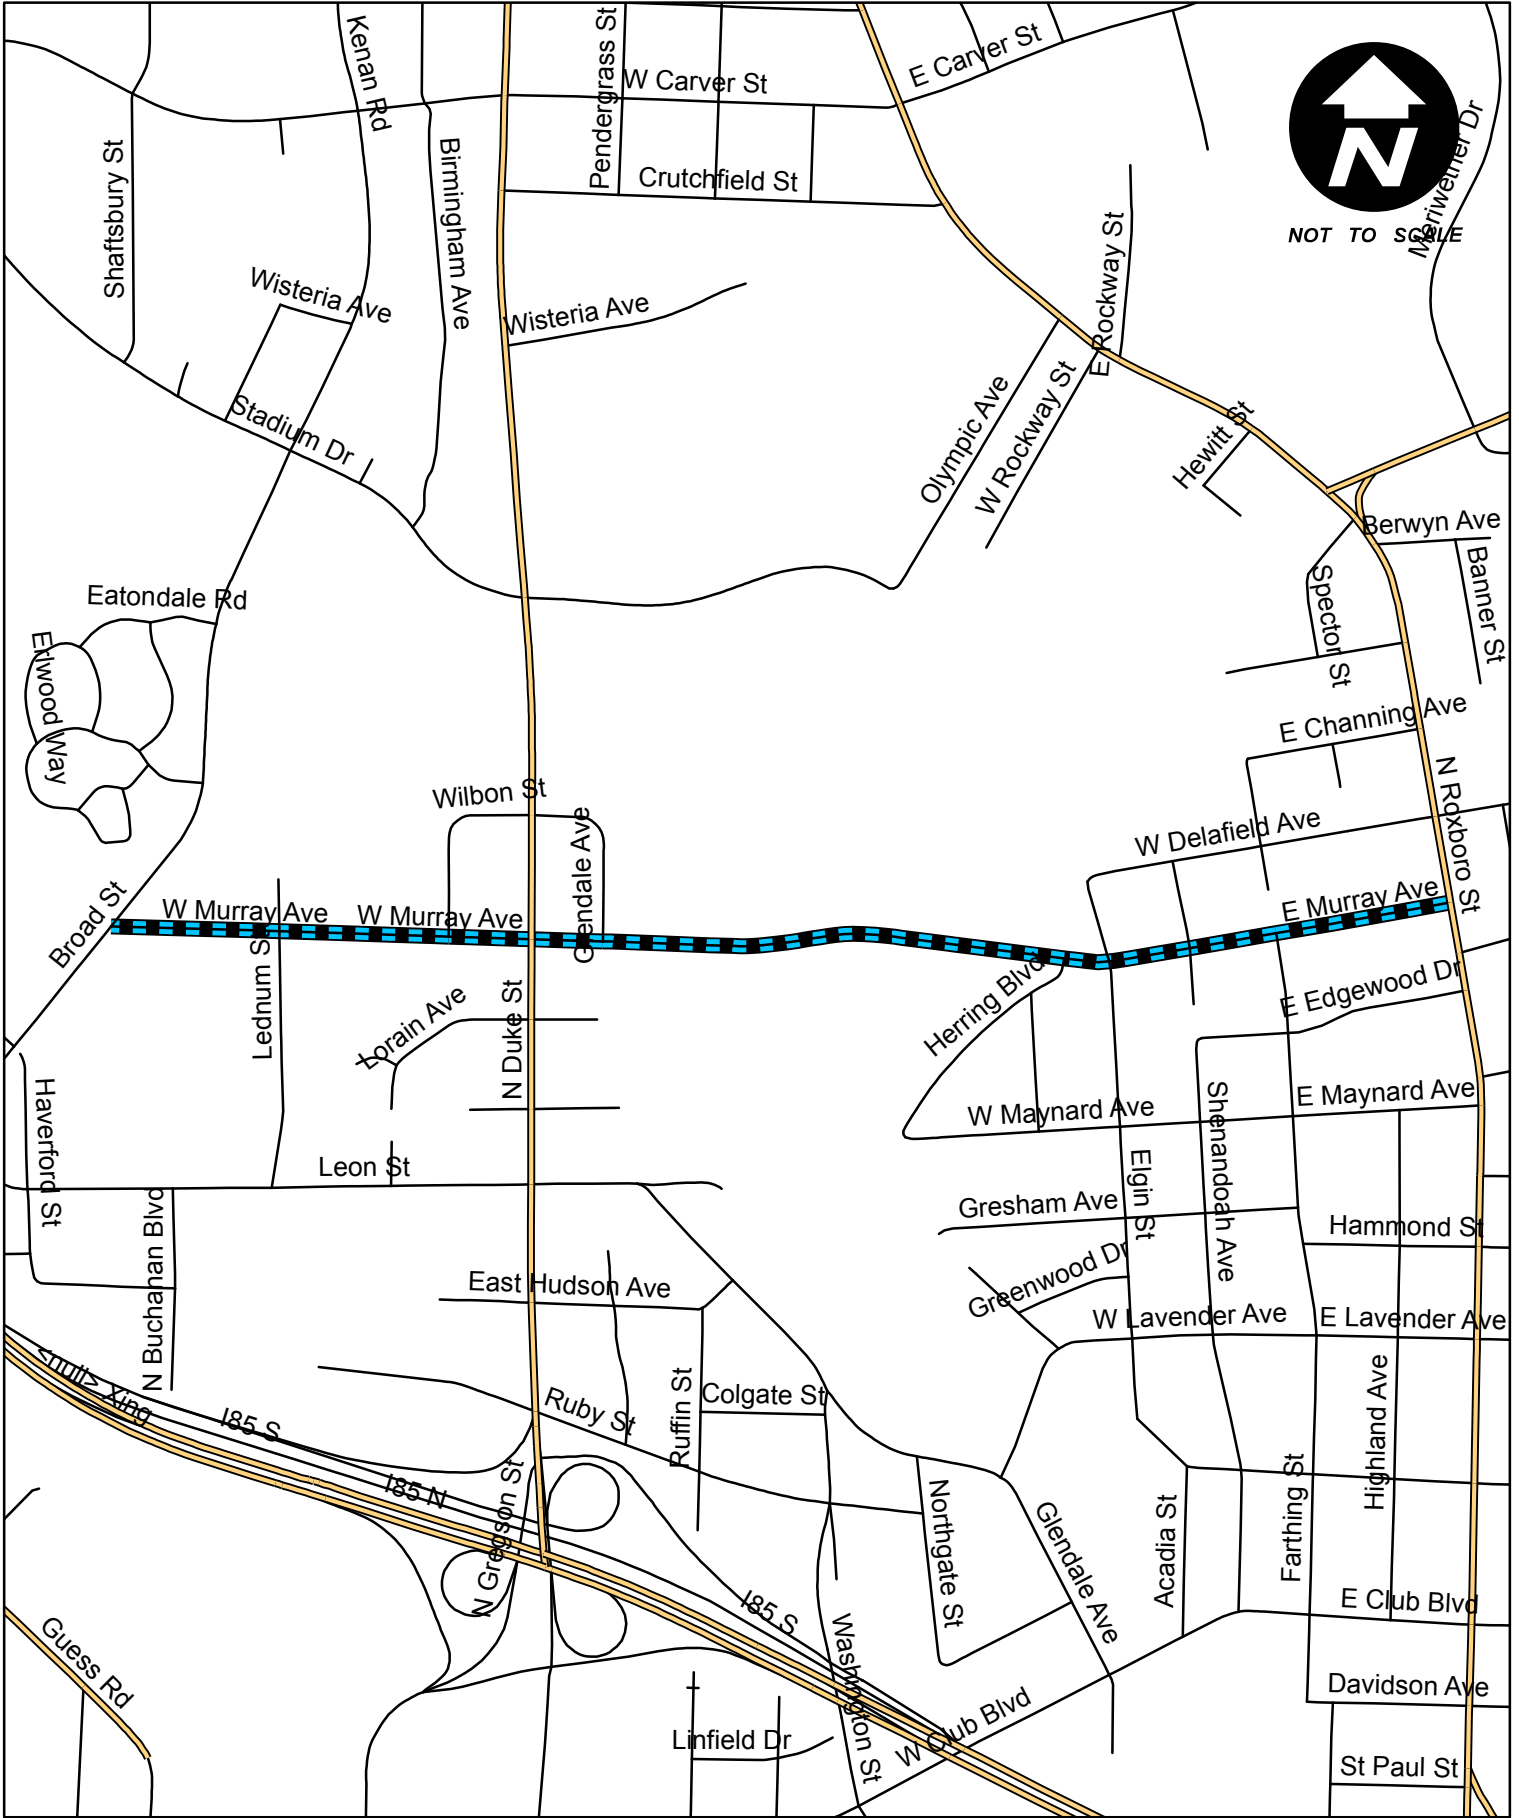 Kenan Rd
Pendergrass St
E Carver St
W Carver St
Meriwether Dr
N
NOT TO SCALE
Shaftsbury St
Birmingham Ave
Crutchfield St
E Rockway St
Wisteria Ave
Wisteria Ave
Olympic Ave
W Rockway St
Hewitt St
Stadium Dr
Berwyn Ave
Banner St
Spector St
Eatondale Rd
Erlwood Way
E Channing Ave
N Roxboro St
Wilbon St
Glendale Ave
W Delafield Ave
Broad St
W Murray Ave
W Murray Ave
E Murray Ave
Lednum St
Lorain Ave
N Duke St
Herring Blvd
E Edgewood Dr
Haverford St
W Maynard Ave
E Maynard Ave
Shenandoah Ave
Elgin St
Leon St
N Buchanan Blvd
Gresham Ave
Hammond St
Greenwood Dr
East Hudson Ave
W Lavender Ave
E Lavender Ave
<null> Xing
I85 S
Ruby St
Ruffin St
Colgate St
Highland Ave
I85 N
N Gregson St
Northgate St
Glendale Ave
Acadia St
Farthing St
E Club Blvd
I85 S
Guess Rd
Washington St
W Club Blvd
Davidson Ave
Linfield Dr
St Paul St